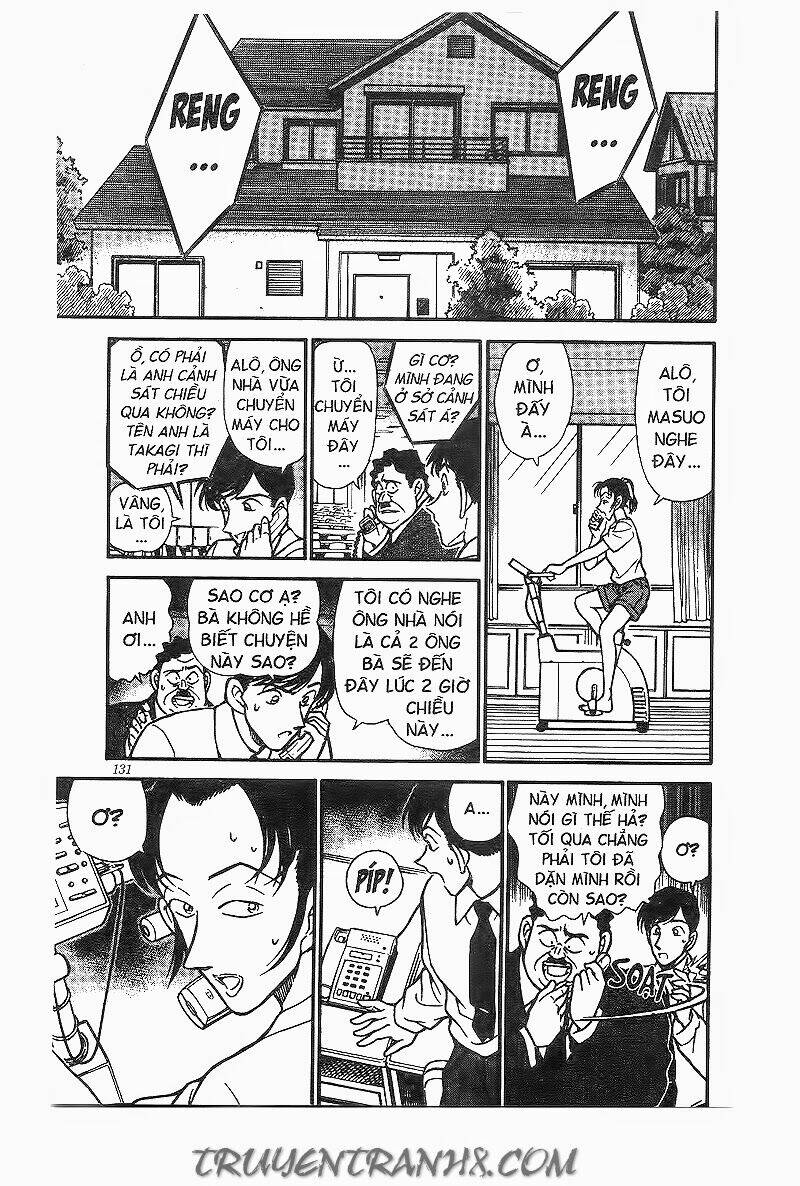 RENG
...
RENG
...
ALÔ,
TÔI
MASUO
NGHE
ĐÂY...
Ơ,
MÌNH
ĐẤY
À...
GÌ CƠ?
MÌNH ĐANG
Ở SỞ CẢNH
SÁT Á?
Ừ...
TÔI
CHUYỂN
MÁY
ĐÂY...
ALÔ, ÔNG
NHÀ VỪA
CHUYỂN
MÁY CHO
TÔI...
Ồ, CÓ PHẢI
LÀ ANH CẢNH
SÁT CHIỀU
QUA KHÔNG?
TÊN ANH LÀ
TAKAGI THÌ
PHẢI?
VÂNG,
LÀ TÔI
...
TÔI CÓ NGHE
ÔNG NHÀ NÓI
LÀ CẢ 2 ÔNG
BÀ SẼ ĐẾN
ĐÂY LÚC 2 GIỜ
CHIỀU
NÀY...
SAO CƠ Ạ?
BÀ KHÔNG HỀ
BIẾT CHUYỆN
NÀY SAO?
ANH
ƠI...
131
Ơ?
NÀY MÌNH, MÌNH
NÓI GÌ THẾ HẢ?
TỐI QUA CHẲNG
PHẢI TÔI ĐÃ
DẶN MÌNH RỒI
CÒN SAO?
SOẠT
A...
PÍP!
Ơ?
TRUYENTRANH8.COM